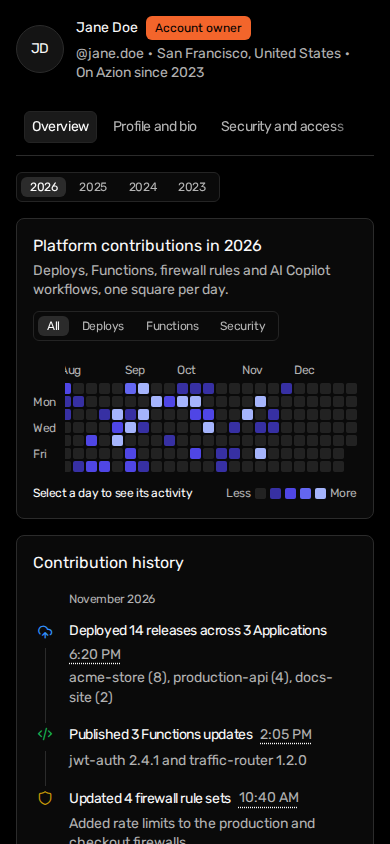 JD
Jane Doe Account owner
@jane.doe • San Francisco, United States •
On Azion since 2023
Overview Profile and bio Security and access
2026 2025 2024 2023
Platform contributions in 2026
Deploys, Functions, firewall rules and AI Copilot
workflows, one square per day.
All Deploys Functions Security
Aug Sep Oct Nov Dec
Mon
Wed
Fri
Select a day to see its activity Less More
Contribution history
November 2026
Deployed 14 releases across 3 Applications
6:20 PM
acme-store (8), production-api (4), docs-
site (2)
Published 3 Functions updates 2:05 PM
jwt-auth 2.4.1 and traffic-router 1.2.0
Updated 4 firewall rule sets 10:40 AM
Added rate limits to the production and
checkout firewalls